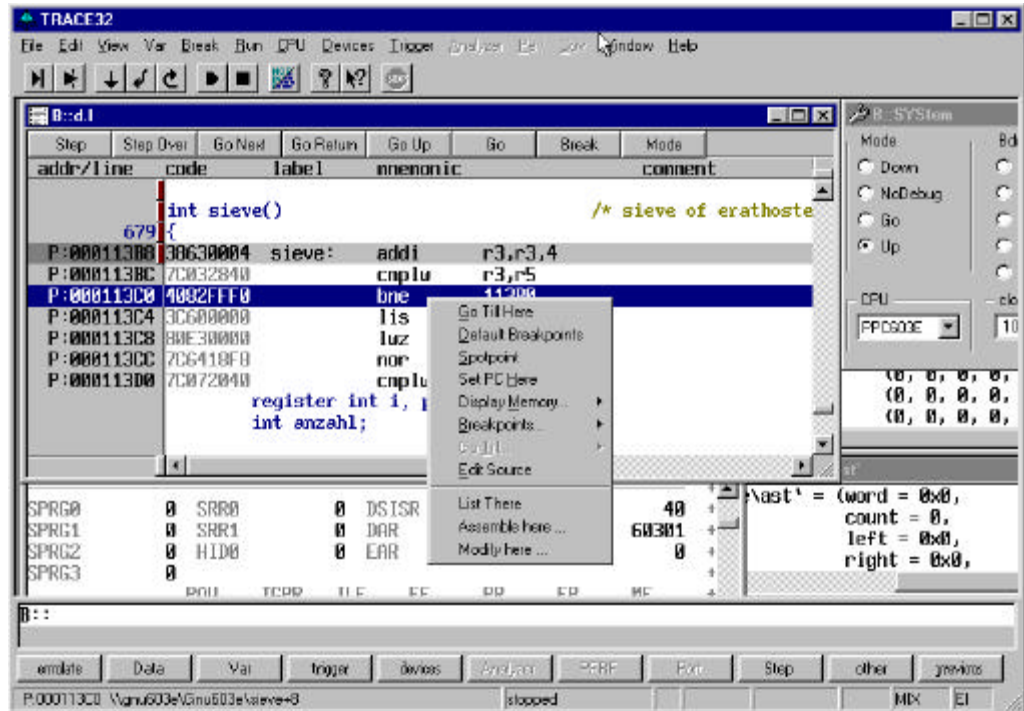 TRACE32
File Edit View Var Break Run CPU Devices Trigger Analyzer Window Help
B::d.l
Step Step Over Go Next Go Return Go Up Go Break Mode
addr/line code label mnemonic comment
int sieve() /* sieve of erathoste
679 {
P:000113B8 38630004 sieve: addi r3,r3,4
P:000113BC 7C032840 cmplw r3,r5
P:000113C0 4082FFF0 bne 113B0
P:000113C4 3C600000 lis
P:000113C8 80E30000 lwz
P:000113CC 7C6418F8 nor
P:000113D0 7C072040 cmplw
register int i, p
int anzahl;
Go Till Here
Default Breakpoints
Spotpoint
Set PC Here
Display Memory...
Breakpoints...
Edit Source
List There
Assemble here ...
Modify here ...
B::SYStem
Mode
Down
NoDebug
Go
Up
CPU
PPC603E
10
(0, 0, 0, 0,
(0, 0, 0, 0,
(0, 0, 0, 0,
SPRG0 0 SRR0 0 DSISR 40
SPRG1 0 SRR1 0 DAR 60301
SPRG2 0 HID0 0 EAR 0
SPRG3 0
\ast' = (word = 0x0,
count = 0,
left = 0x0,
right = 0x0,
B::
emulate Data Var trigger devices Analyzer PERF Port Step other previous
P:000113C0 \\gnu603e\Gnu603e\sieve+8 stopped MIX EI